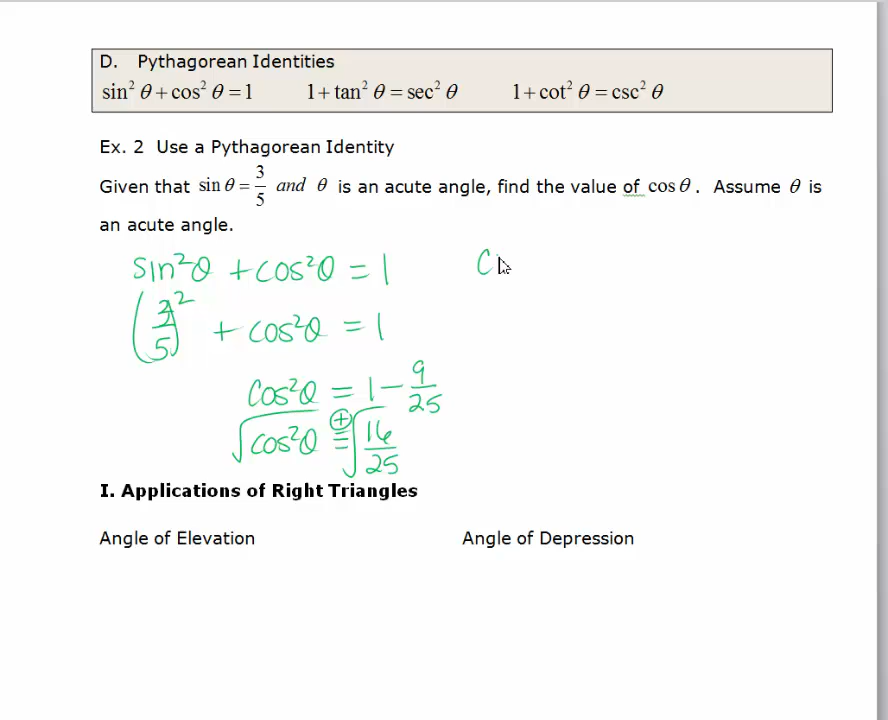 D. Pythagorean Identities
sin² θ + cos² θ = 1 1 + tan² θ = sec² θ 1 + cot² θ = csc² θ
Ex. 2 Use a Pythagorean Identity
Given that sin θ = 3/5 and θ is an acute angle, find the value of cos θ. Assume θ is
an acute angle.
sin²θ + cos²θ = 1 C
(3/5)² + cos²θ = 1
cos²θ = 1 - 9/25
√cos²θ = ⊕√16/25
I. Applications of Right Triangles
Angle of Elevation Angle of Depression